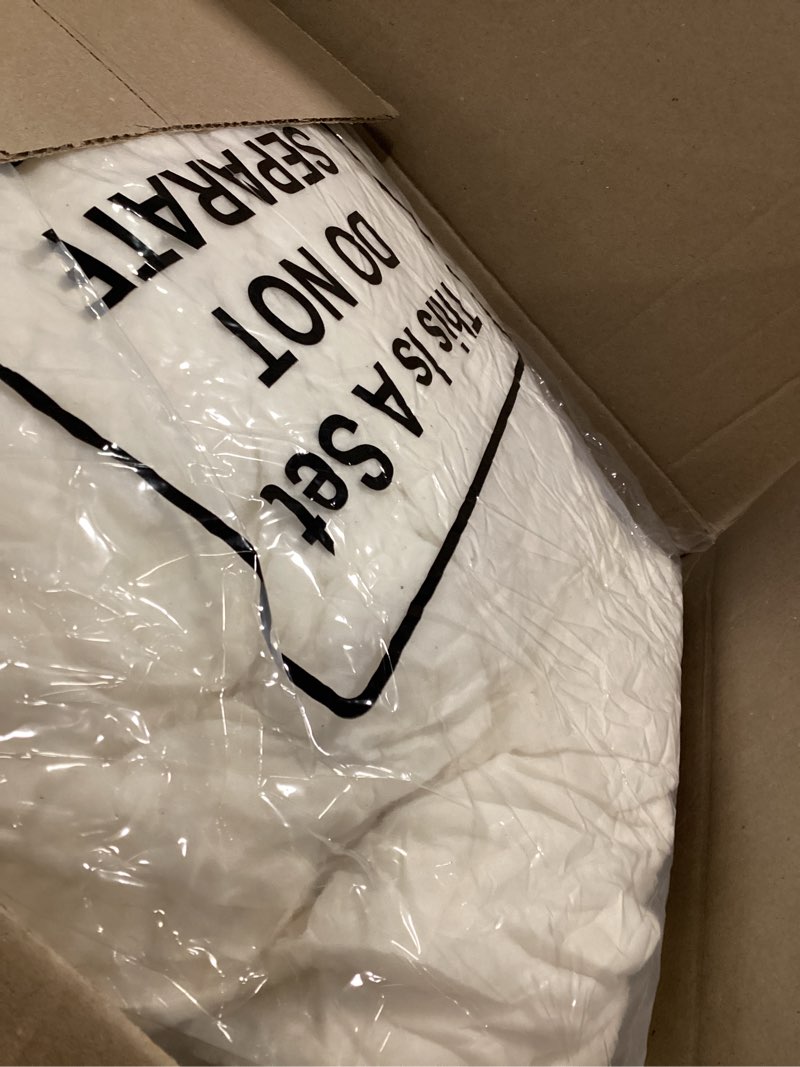 This Is A Set
DO NOT
SEPARATE